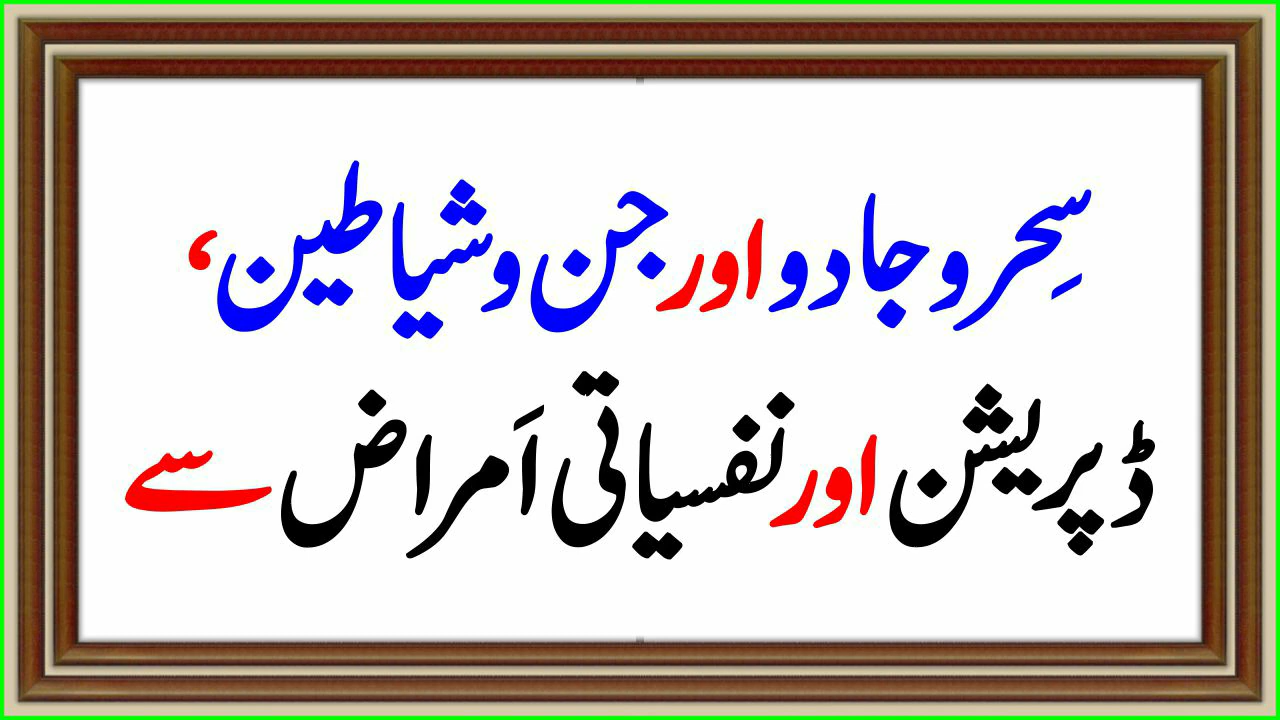 سِحر و جادو اور جن و شیاطین،
ڈپریشن اور نفسیاتی اَمراض سے